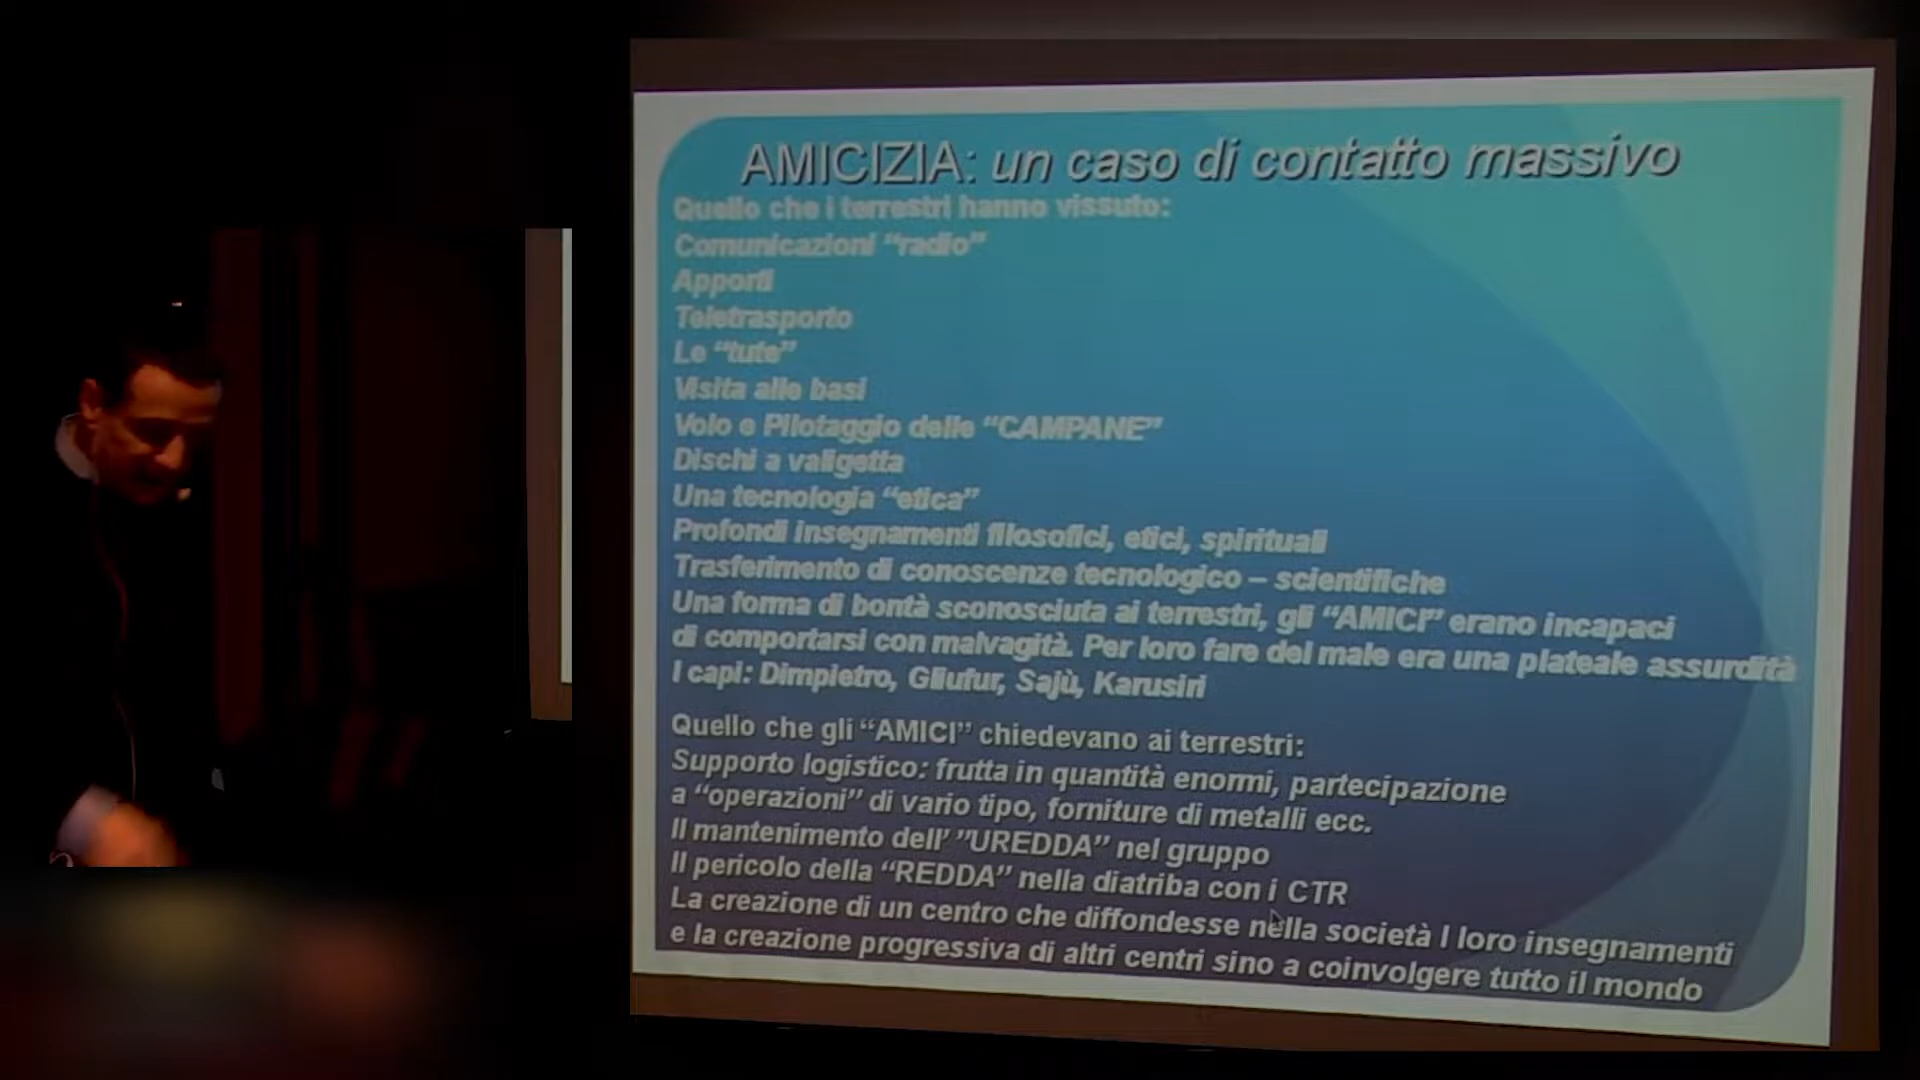 AMICIZIA: un caso di contatto massivo
Quello che i terrestri hanno vissuto:
Comunicazioni “radio”
Apporti
Teletrasporto
Le “tute”
Visita alle basi
Volo e Pilotaggio delle “CAMPANE”
Dischi a valigetta
Una tecnologia “etica”
Profondi insegnamenti filosofici, etici, spirituali
Trasferimento di conoscenze tecnologico – scientifiche
Una forma di bontà sconosciuta ai terrestri, gli “AMICI” erano incapaci
di comportarsi con malvagità. Per loro fare del male era una plateale assurdità
I capi: Dimpietro, Gliufur, Sajù, Karusiri
Quello che gli “AMICI” chiedevano ai terrestri:
Supporto logistico: frutta in quantità enormi, partecipazione
a “operazioni” di vario tipo, forniture di metalli ecc.
Il mantenimento dell’ ”UREDDA” nel gruppo
Il pericolo della “REDDA” nella diatriba con i CTR
La creazione di un centro che diffondesse nella società I loro insegnamenti
e la creazione progressiva di altri centri sino a coinvolgere tutto il mondo